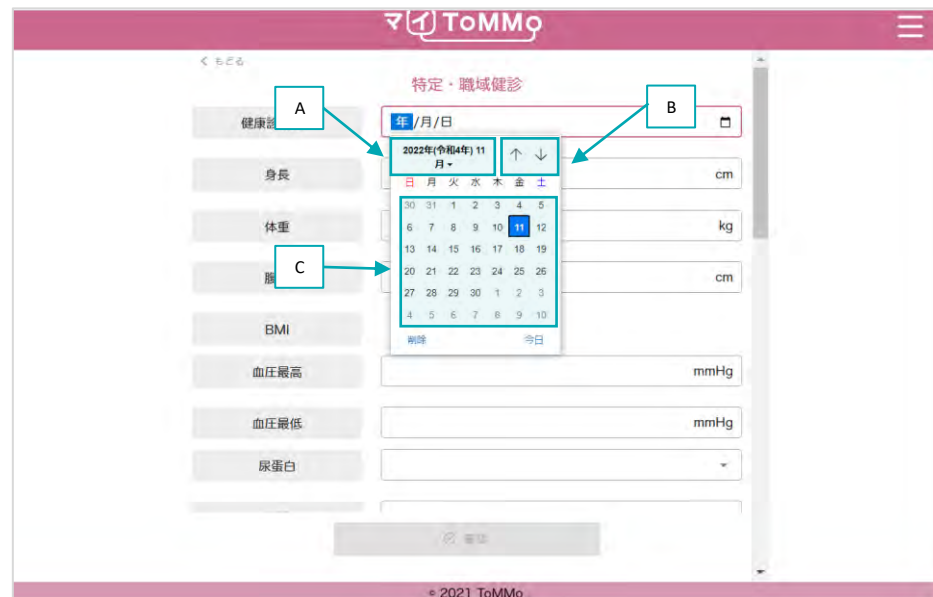 マイToMMo
< もどる
特定・職域健診
A
B
年/月/日
2022年(令和4年) 11
月
日 月 火 水 木 金 土
30 31 1 2 3 4 5
身長
cm
6 7 8 9 10 11 12
体重
kg
13 14 15 16 17 18 19
C
20 21 22 23 24 25 26
cm
27 28 29 30 1 2 3
4 5 6 7 8 9 10
BMI
削除 今日
血圧最高
mmHg
血圧最低
mmHg
尿蛋白
© 2021 ToMMo